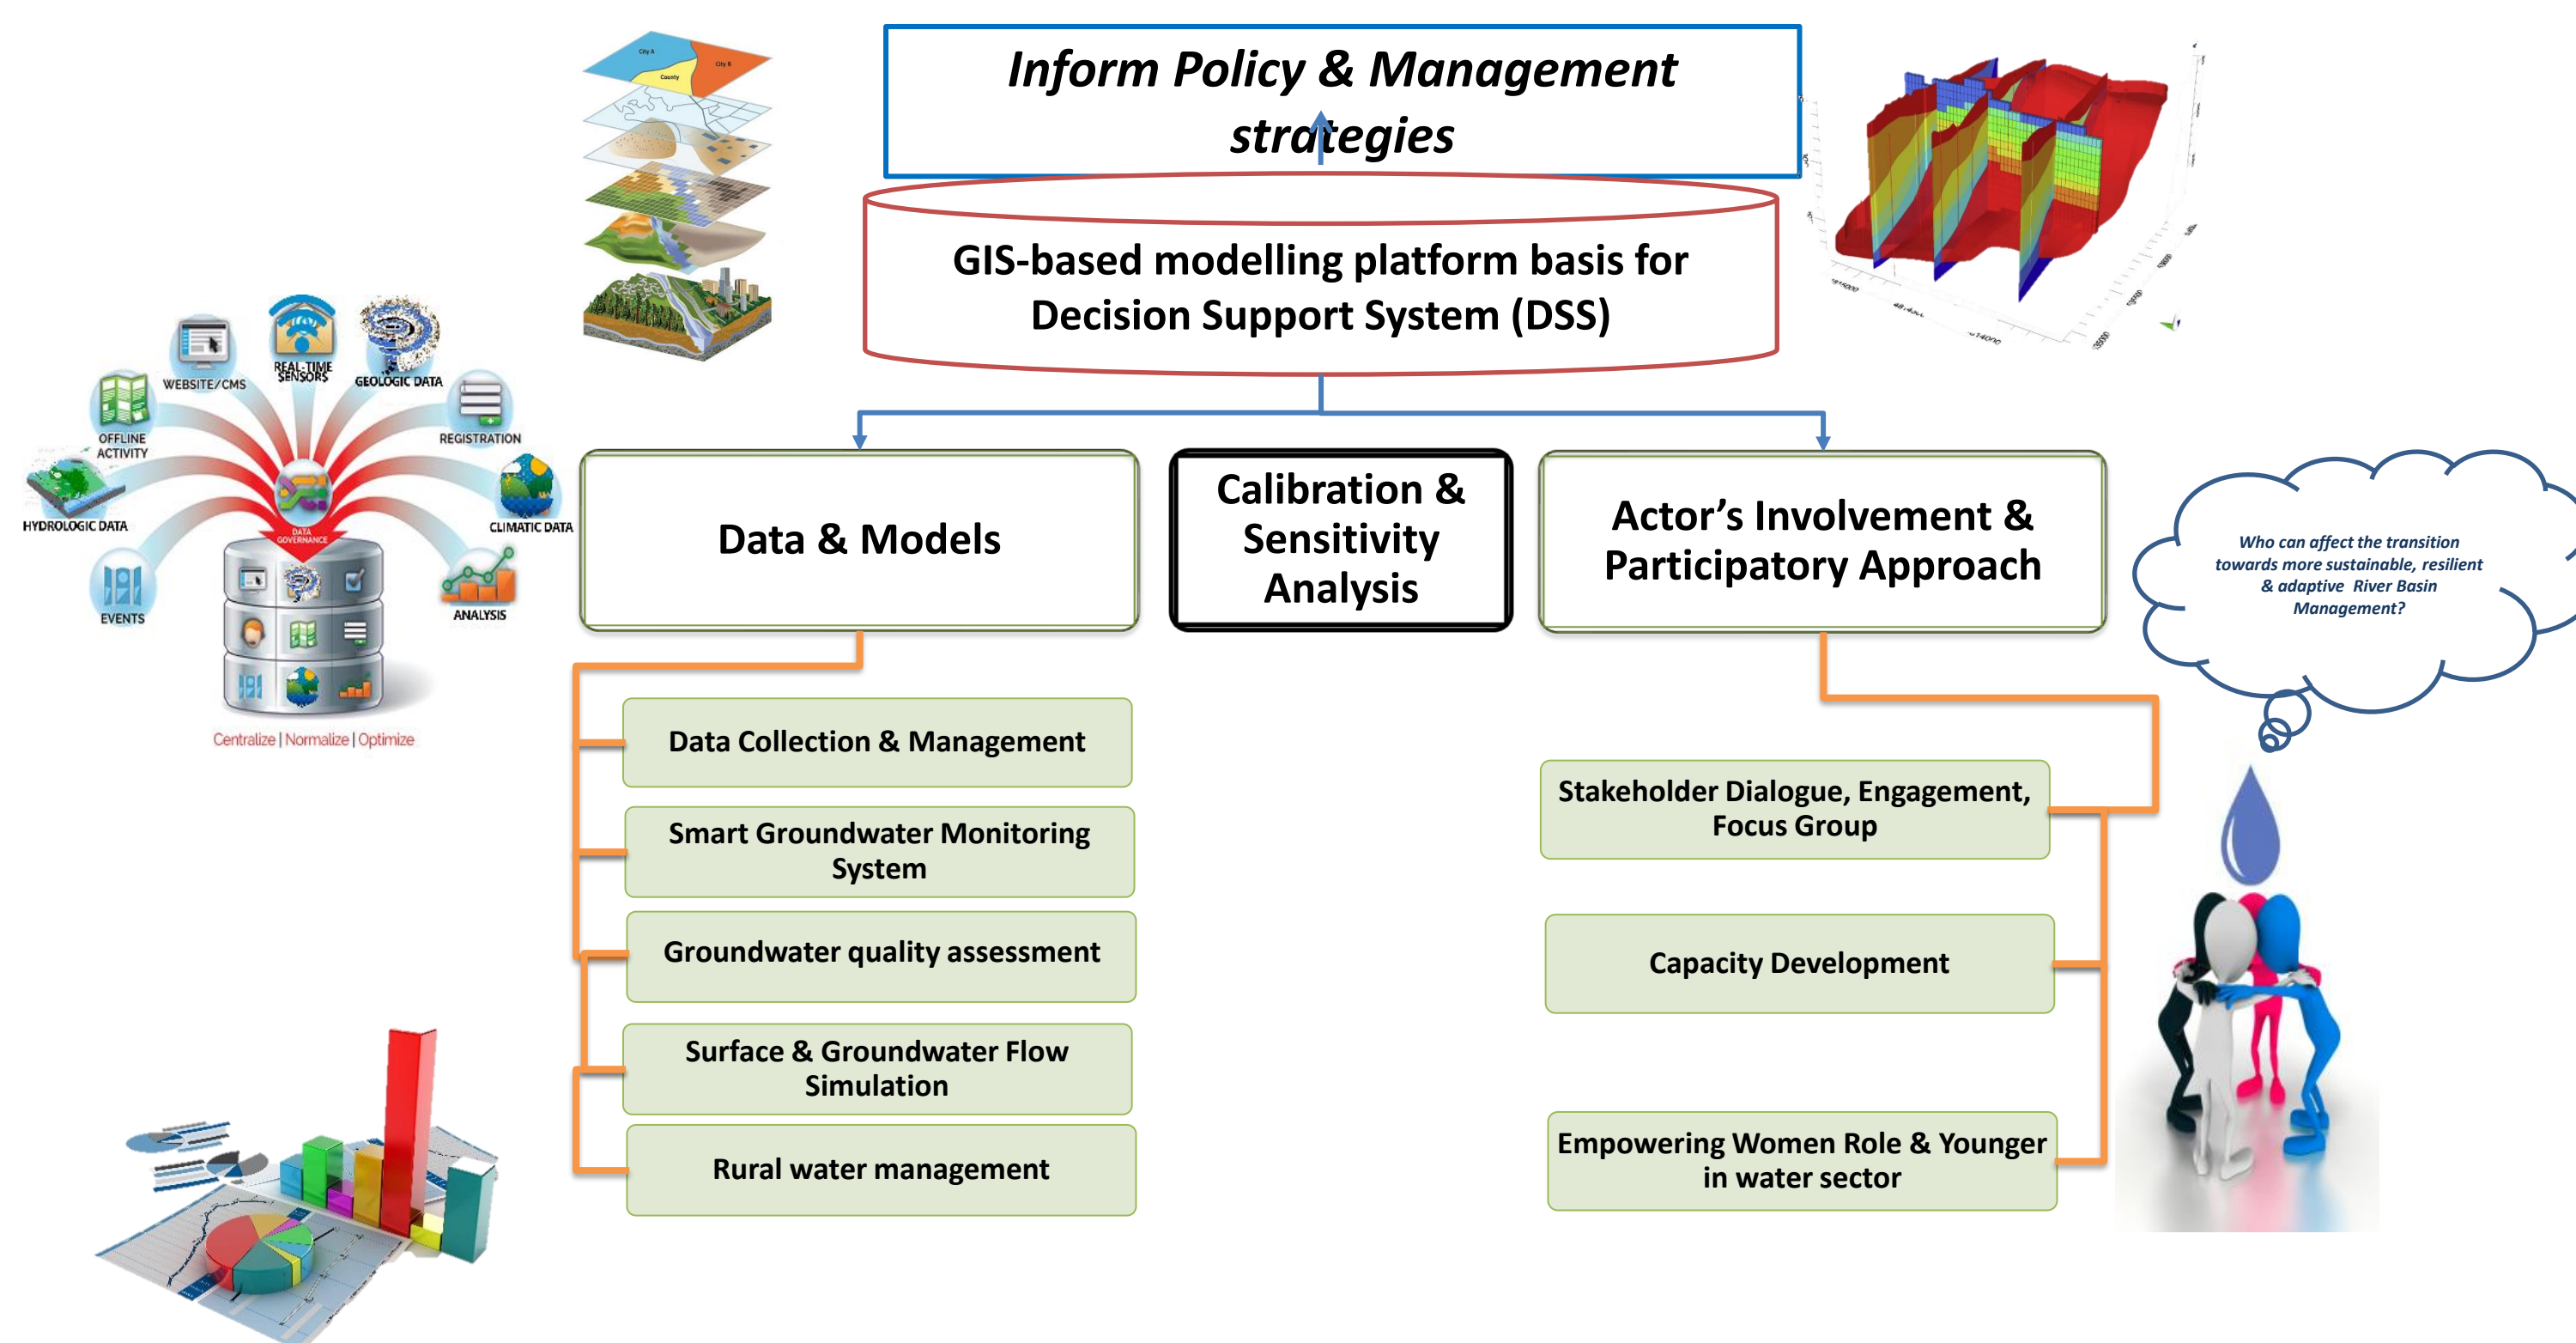 Inform Policy & Management
strategies
City A
City B
County
GIS-based modelling platform basis for
Decision Support System (DSS)
WEBSITE/CMS
REAL-TIME
SENSORS
GEOLOGIC DATA
OFFLINE
ACTIVITY
REGISTRATION
HYDROLOGIC DATA
CLIMATIC DATA
DATA
GOVERNANCE
EVENTS
ANALYSIS
Centralize | Normalize | Optimize
Data & Models
Calibration &
Sensitivity
Analysis
Actor’s Involvement &
Participatory Approach
Who can affect the transition
towards more sustainable, resilient
& adaptive River Basin
Management?
Data Collection & Management
Smart Groundwater Monitoring
System
Groundwater quality assessment
Surface & Groundwater Flow
Simulation
Rural water management
Stakeholder Dialogue, Engagement,
Focus Group
Capacity Development
Empowering Women Role & Younger
in water sector